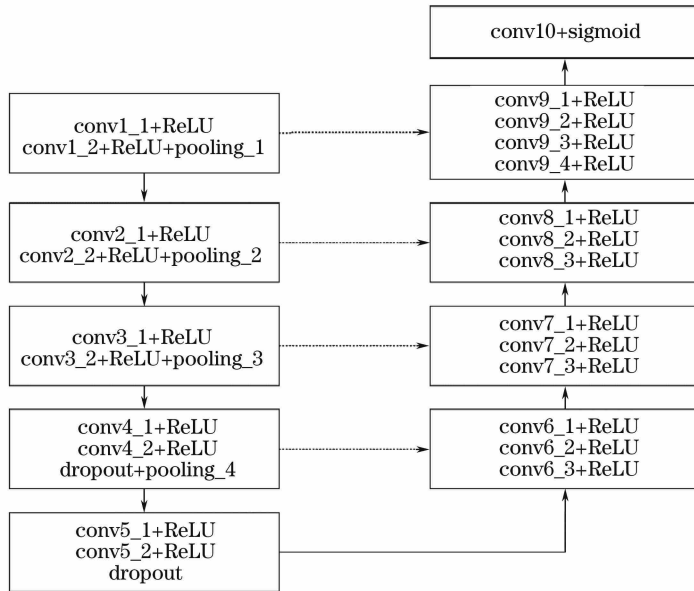 conv1_1+ReLU
conv1_2+ReLU+pooling_1
conv2_1+ReLU
conv2_2+ReLU+pooling_2
conv3_1+ReLU
conv3_2+ReLU+pooling_3
conv4_1+ReLU
conv4_2+ReLU
dropout+pooling_4
conv5_1+ReLU
conv5_2+ReLU
dropout
conv10+sigmoid
conv9_1+ReLU
conv9_2+ReLU
conv9_3+ReLU
conv9_4+ReLU
conv8_1+ReLU
conv8_2+ReLU
conv8_3+ReLU
conv7_1+ReLU
conv7_2+ReLU
conv7_3+ReLU
conv6_1+ReLU
conv6_2+ReLU
conv6_3+ReLU